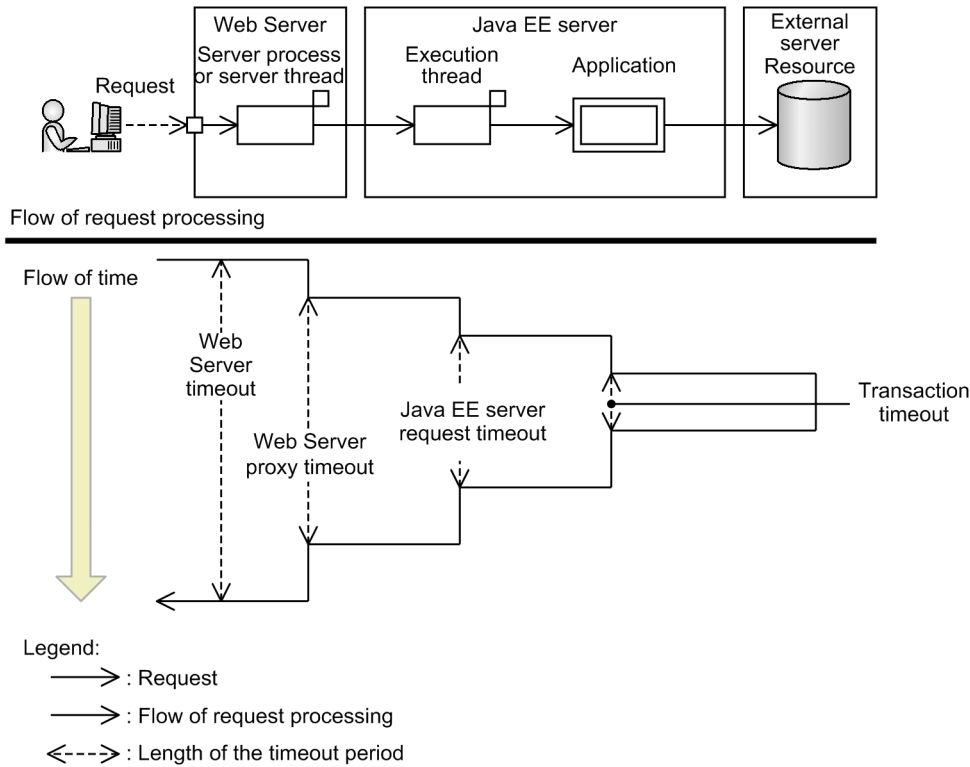 Web Server
Java EE server
External
server
Resource
Server process
or server thread
Execution
thread
Application
Request
Flow of request processing
Flow of time
Web
Server
timeout
Web Server
proxy timeout
Java EE server
request timeout
Transaction
timeout
Legend:
: Request
: Flow of request processing
: Length of the timeout period